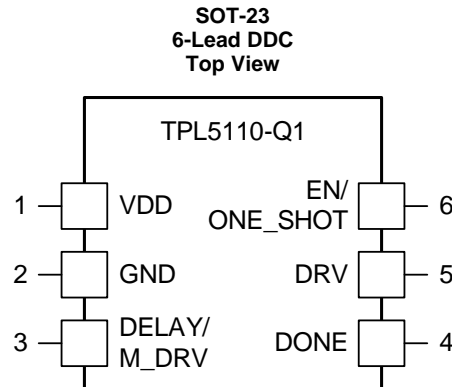 SOT-23
6-Lead DDC
Top View
TPL5110-Q1
1
VDD
EN/
ONE_SHOT
6
2
GND
DRV
5
3
DELAY/
M_DRV
DONE
4